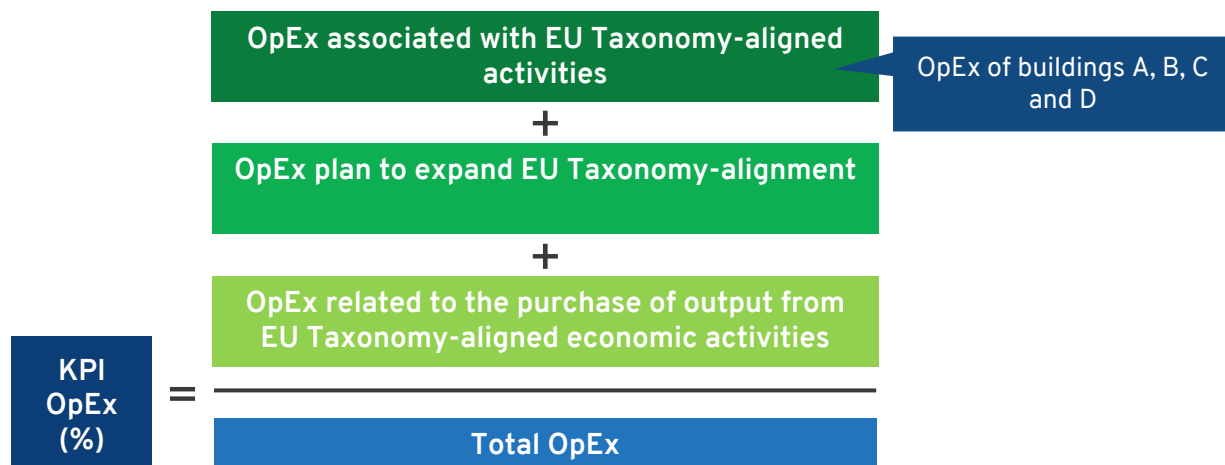 OpEx associated with EU Taxonomy-aligned
activities
OpEx of buildings A, B, C
and D
+
OpEx plan to expand EU Taxonomy-alignment
+
OpEx related to the purchase of output from
EU Taxonomy-aligned economic activities
KPI
OpEx
(%)
=
Total OpEx